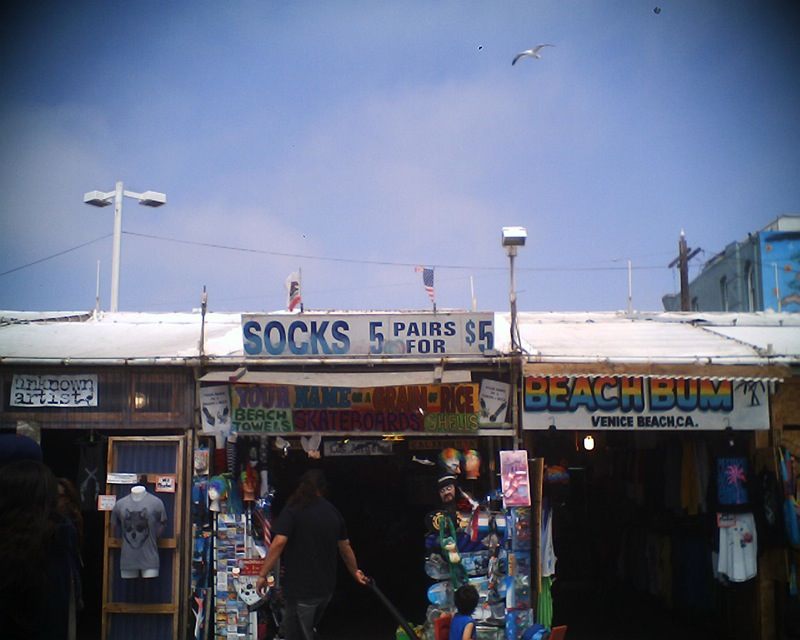 SOCKS 5 PAIRS FOR $5
unknown artist.
YOUR NAME ON A GRAIN OF RICE
BEACH TOWELS SKATEBOARDS SHELLS
BEACH BUM
VENICE BEACH, CA.